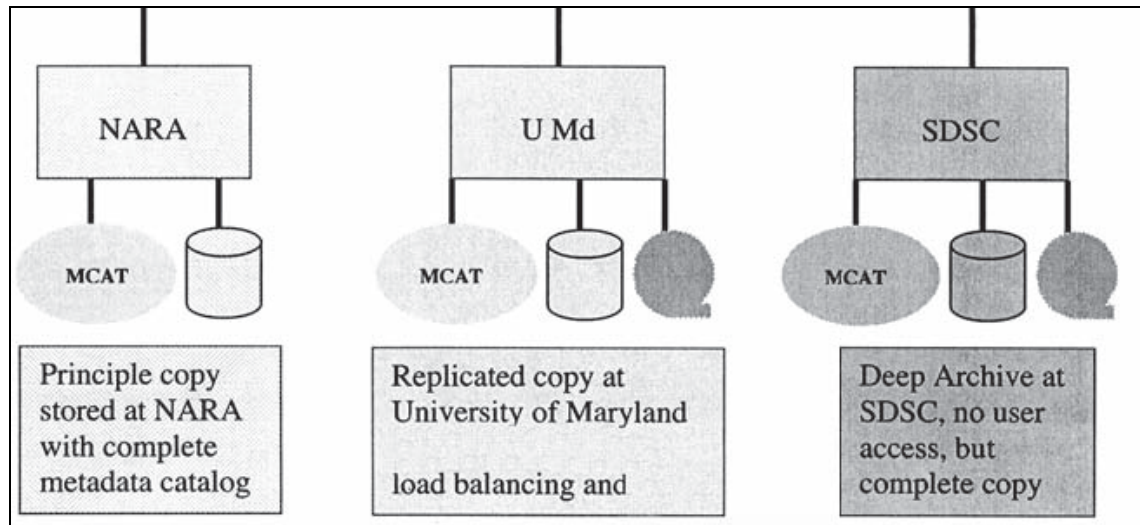 NARA
U Md
SDSC
MCAT
MCAT
MCAT
Principle copy
stored at NARA
with complete
metadata catalog
Replicated copy at
University of Maryland
load balancing and
Deep Archive at
SDSC, no user
access, but
complete copy